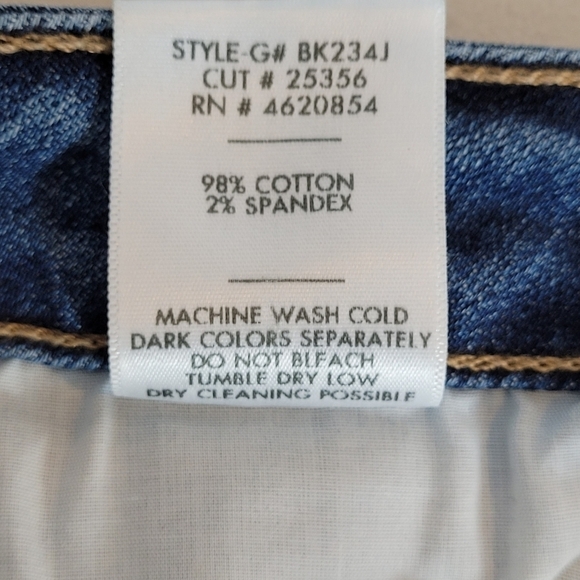 STYLE-G# BK234J
CUT # 25356
RN # 4620854
98% COTTON
2% SPANDEX
MACHINE WASH COLD
DARK COLORS SEPARATELY
DO NOT BLEACH
TUMBLE DRY LOW
DRY CLEANING POSSIBLE